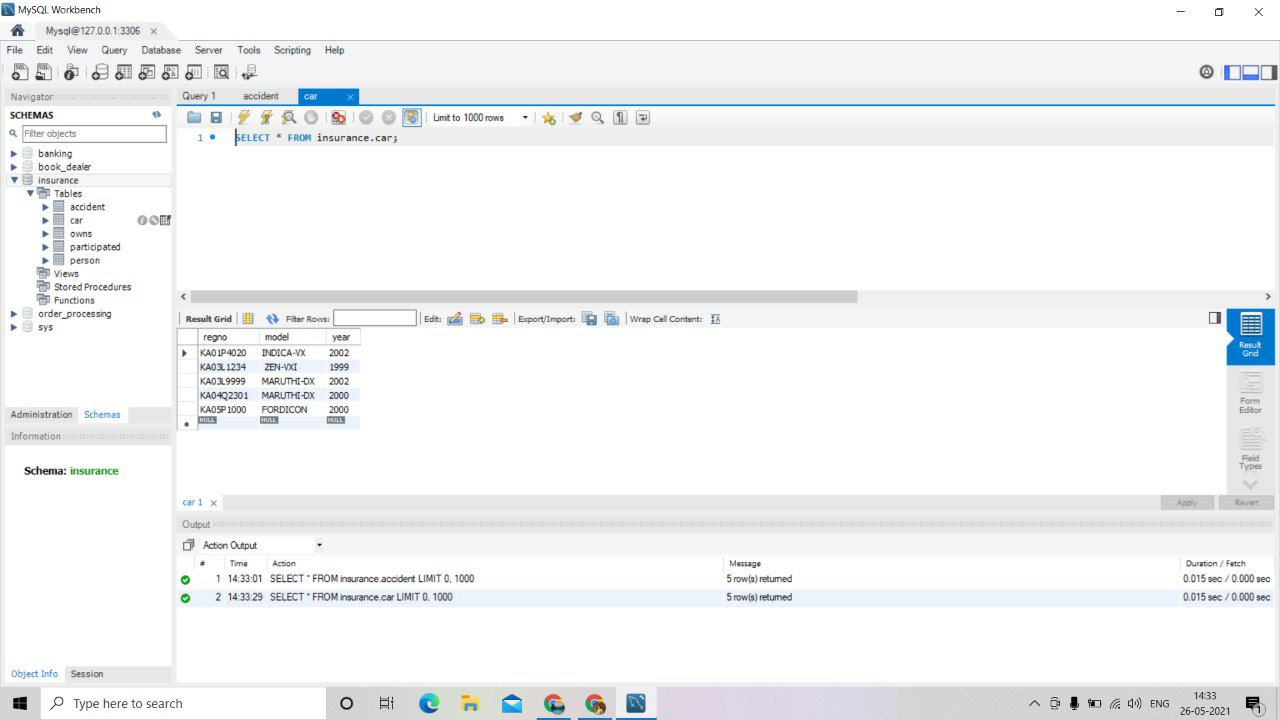 MySQL Workbench
Mysql@127.0.0.1:3306
File Edit View Query Database Server Tools Scripting Help
Navigator
SCHEMAS
Filter objects
banking
book_dealer
insurance
Tables
accident
car
owns
participated
person
Views
Stored Procedures
Functions
order_processing
sys
Administration Schemas
Information
Schema: insurance
Object Info Session
Query 1 accident car
Limit to 1000 rows
1 SELECT * FROM insurance.car;
Result Grid Filter Rows: Edit: Export/Import: Wrap Cell Content:
regno model year
KA01P4020 INDICA-VX 2002
KA03L1234 ZEN-VXI 1999
KA03L9999 MARUTHI-DX 2002
KA04Q2301 MARUTHI-DX 2000
KA05P1000 FORDICON 2000
NULL NULL NULL
Result
Grid
Form
Editor
Field
Types
car 1 Apply Revert
Output
Action Output
# Time Action Message Duration / Fetch
1 14:33:01 SELECT * FROM insurance.accident LIMIT 0, 1000 5 row(s) returned 0.015 sec / 0.000 sec
2 14:33:29 SELECT * FROM insurance.car LIMIT 0, 1000 5 row(s) returned 0.015 sec / 0.000 sec
Type here to search
ENG
14:33
26-05-2021
1